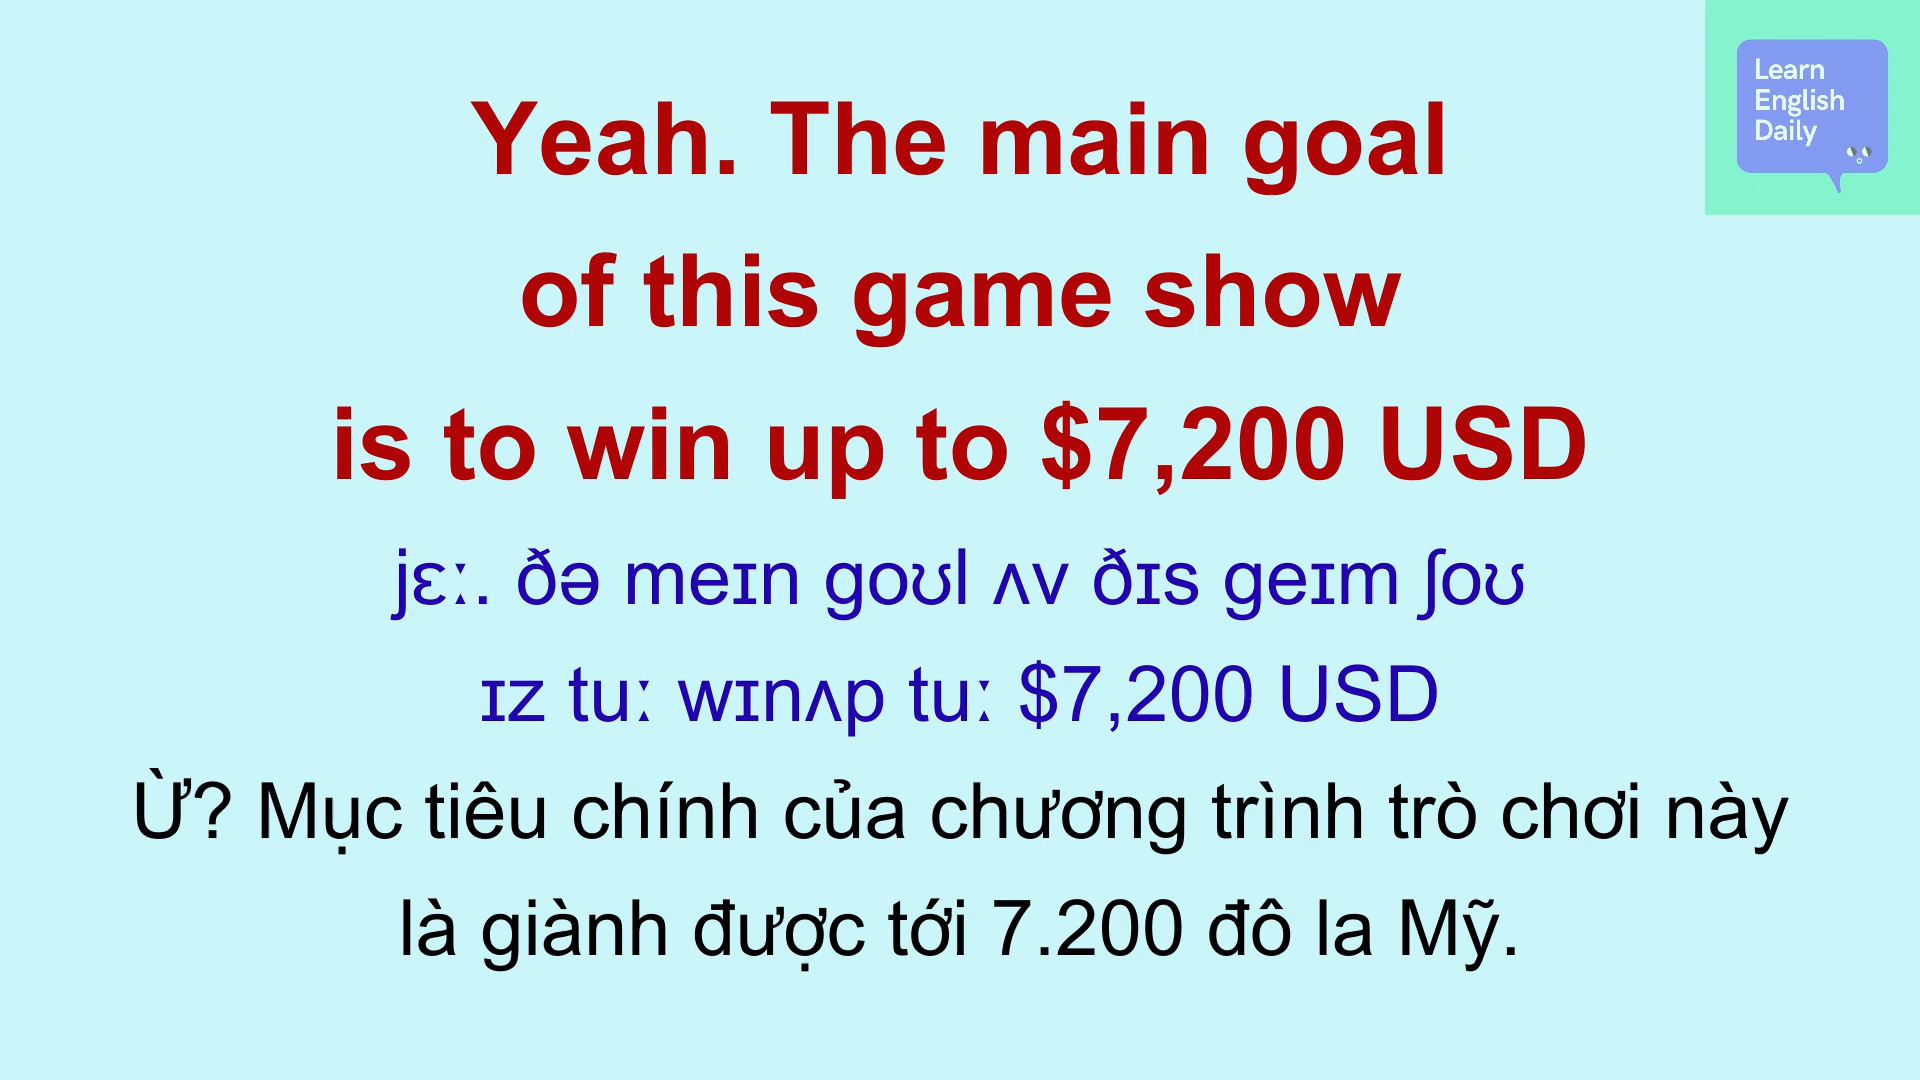 Yeah. The main goal
of this game show
is to win up to $7,200 USD
jɛː. ðə meɪn goʊl ʌv ðɪs geɪm ʃoʊ
ɪz tuː wɪnʌp tuː $7,200 USD
Ừ? Mục tiêu chính của chương trình trò chơi này
là giành được tới 7.200 đô la Mỹ.
Learn
English
Daily